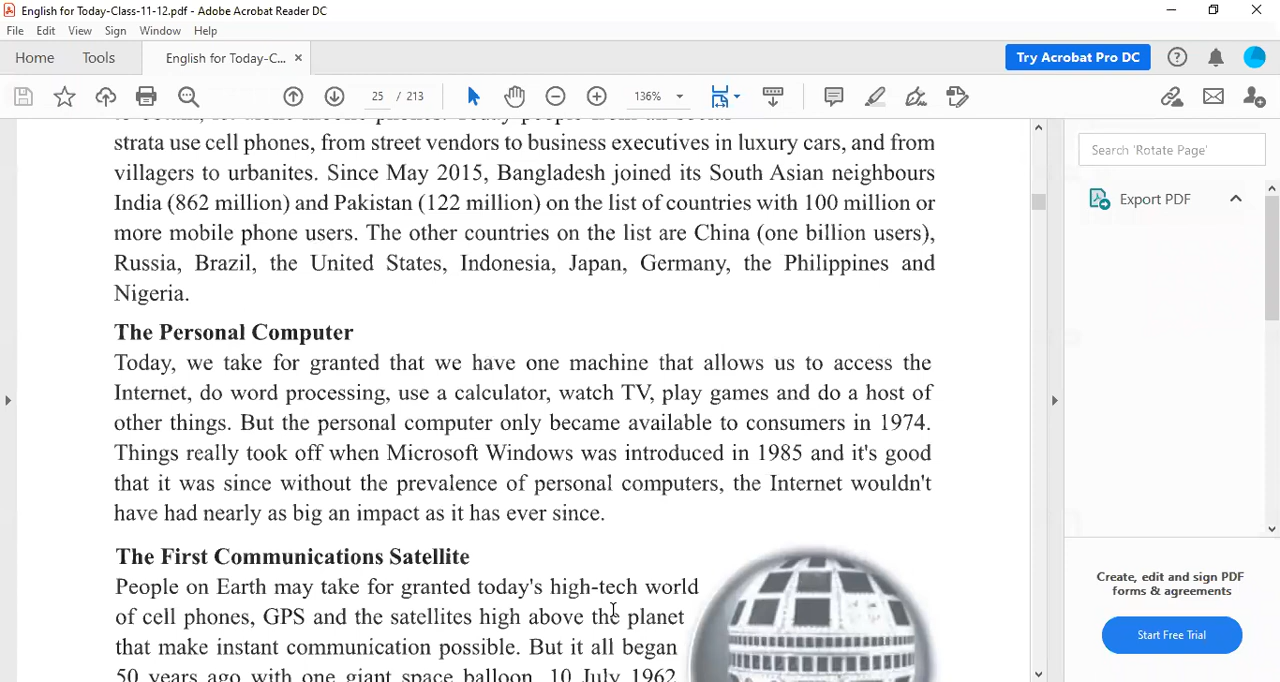 English for Today-Class-11-12.pdf - Adobe Acrobat Reader DC
File Edit View Sign Window Help
Home Tools English for Today-C... ×
Try Acrobat Pro DC
25 / 213
136%
strata use cell phones, from street vendors to business executives in luxury cars, and from
villagers to urbanites. Since May 2015, Bangladesh joined its South Asian neighbours
India (862 million) and Pakistan (122 million) on the list of countries with 100 million or
more mobile phone users. The other countries on the list are China (one billion users),
Russia, Brazil, the United States, Indonesia, Japan, Germany, the Philippines and
Nigeria.
The Personal Computer
Today, we take for granted that we have one machine that allows us to access the
Internet, do word processing, use a calculator, watch TV, play games and do a host of
other things. But the personal computer only became available to consumers in 1974.
Things really took off when Microsoft Windows was introduced in 1985 and it's good
that it was since without the prevalence of personal computers, the Internet wouldn't
have had nearly as big an impact as it has ever since.
The First Communications Satellite
People on Earth may take for granted today's high-tech world
of cell phones, GPS and the satellites high above the planet
that make instant communication possible. But it all began
50 years ago with one giant space balloon. 10 July 1962
Search 'Rotate Page'
Export PDF
Create, edit and sign PDF
forms & agreements
Start Free Trial